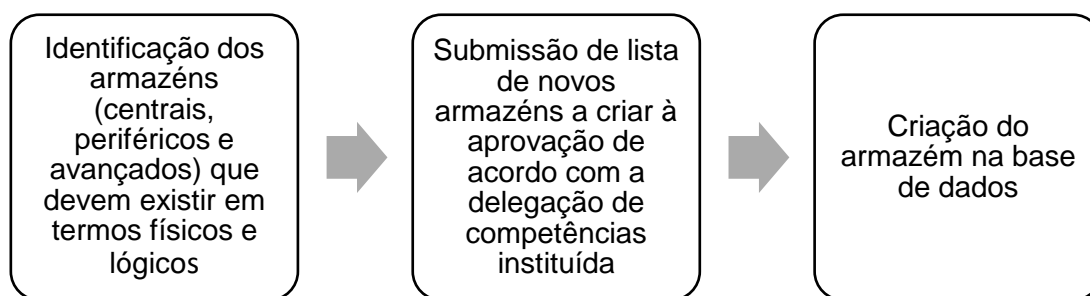 Identificação dos
armazéns
(centrais,
periféricos e
avançados) que
devem existir em
termos físicos e
lógicos
Submissão de lista
de novos
armazéns a criar à
aprovação de
acordo com a
delegação de
competências
instituída
Criação do
armazém na base
de dados